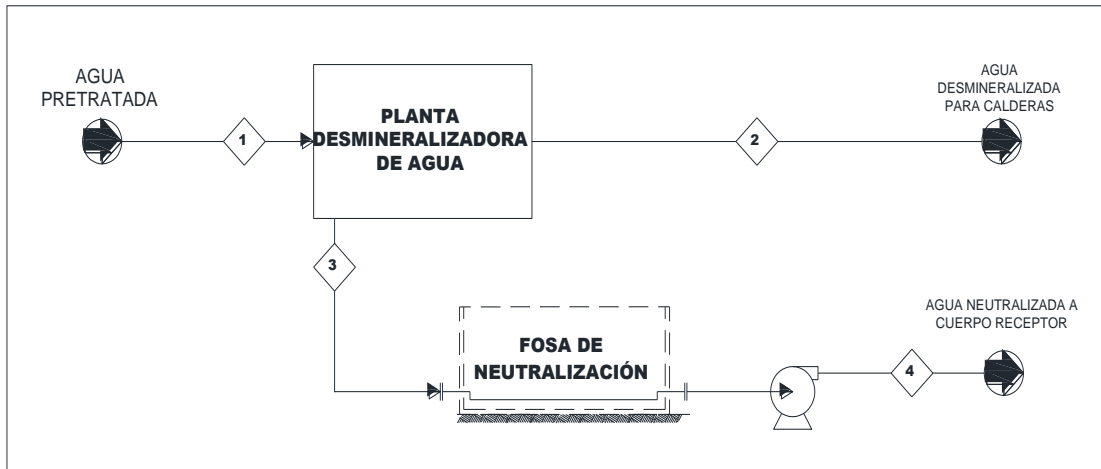 AGUA
PRETRATADA
1
PLANTA
DESMINERALIZADORA
DE AGUA
2
AGUA
DESMINERALIZADA
PARA CALDERAS
3
FOSA DE
NEUTRALIZACIÓN
4
AGUA NEUTRALIZADA A
CUERPO RECEPTOR